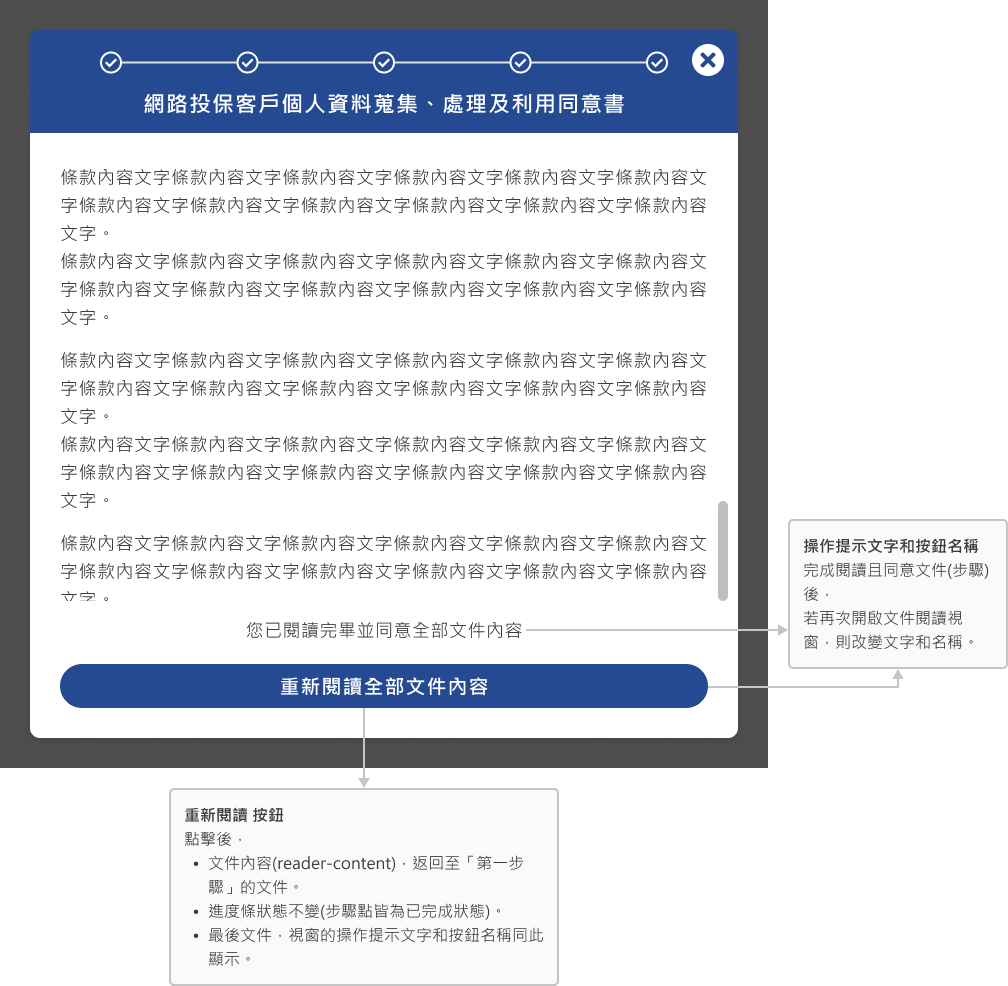 網路投保客戶個人資料蒐集、處理及利用同意書
條款內容文字條款內容文字條款內容文字條款內容文字條款內容文字條款內容文
字條款內容文字條款內容文字條款內容文字條款內容文字條款內容文字條款內容
文字。
條款內容文字條款內容文字條款內容文字條款內容文字條款內容文字條款內容文
字條款內容文字條款內容文字條款內容文字條款內容文字條款內容文字條款內容
文字。
條款內容文字條款內容文字條款內容文字條款內容文字條款內容文字條款內容文
字條款內容文字條款內容文字條款內容文字條款內容文字條款內容文字條款內容
文字。
條款內容文字條款內容文字條款內容文字條款內容文字條款內容文字條款內容文
字條款內容文字條款內容文字條款內容文字條款內容文字條款內容文字條款內容
文字。
條款內容文字條款內容文字條款內容文字條款內容文字條款內容文字條款內容文
字條款內容文字條款內容文字條款內容文字條款內容文字條款內容文字條款內容
文字。
您已閱讀完畢並同意全部文件內容
重新閱讀全部文件內容
操作提示文字和按鈕名稱
完成閱讀且同意文件(步驟)
後，
若再次開啟文件閱讀視
窗，則改變文字和名稱。
重新閱讀 按鈕
點擊後，
• 文件內容(reader-content)，返回至「第一步
驟」的文件。
• 進度條狀態不變(步驟點皆為已完成狀態)。
• 最後文件，視窗的操作提示文字和按鈕名稱同此
顯示。